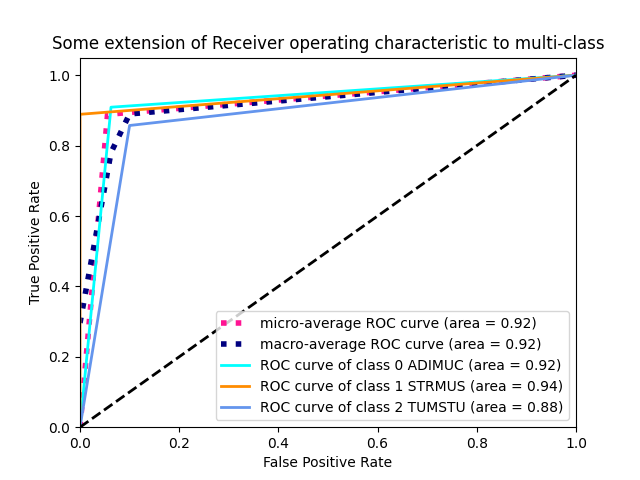 Some extension of Receiver operating characteristic to multi-class
1.0
0.8
0.6
0.4
0.2
0.0
True Positive Rate
micro-average ROC curve (area = 0.92)
macro-average ROC curve (area = 0.92)
ROC curve of class 0 ADIMUC (area = 0.92)
ROC curve of class 1 STRMUS (area = 0.94)
ROC curve of class 2 TUMSTU (area = 0.88)
0.0 0.2 0.4 0.6 0.8 1.0
False Positive Rate